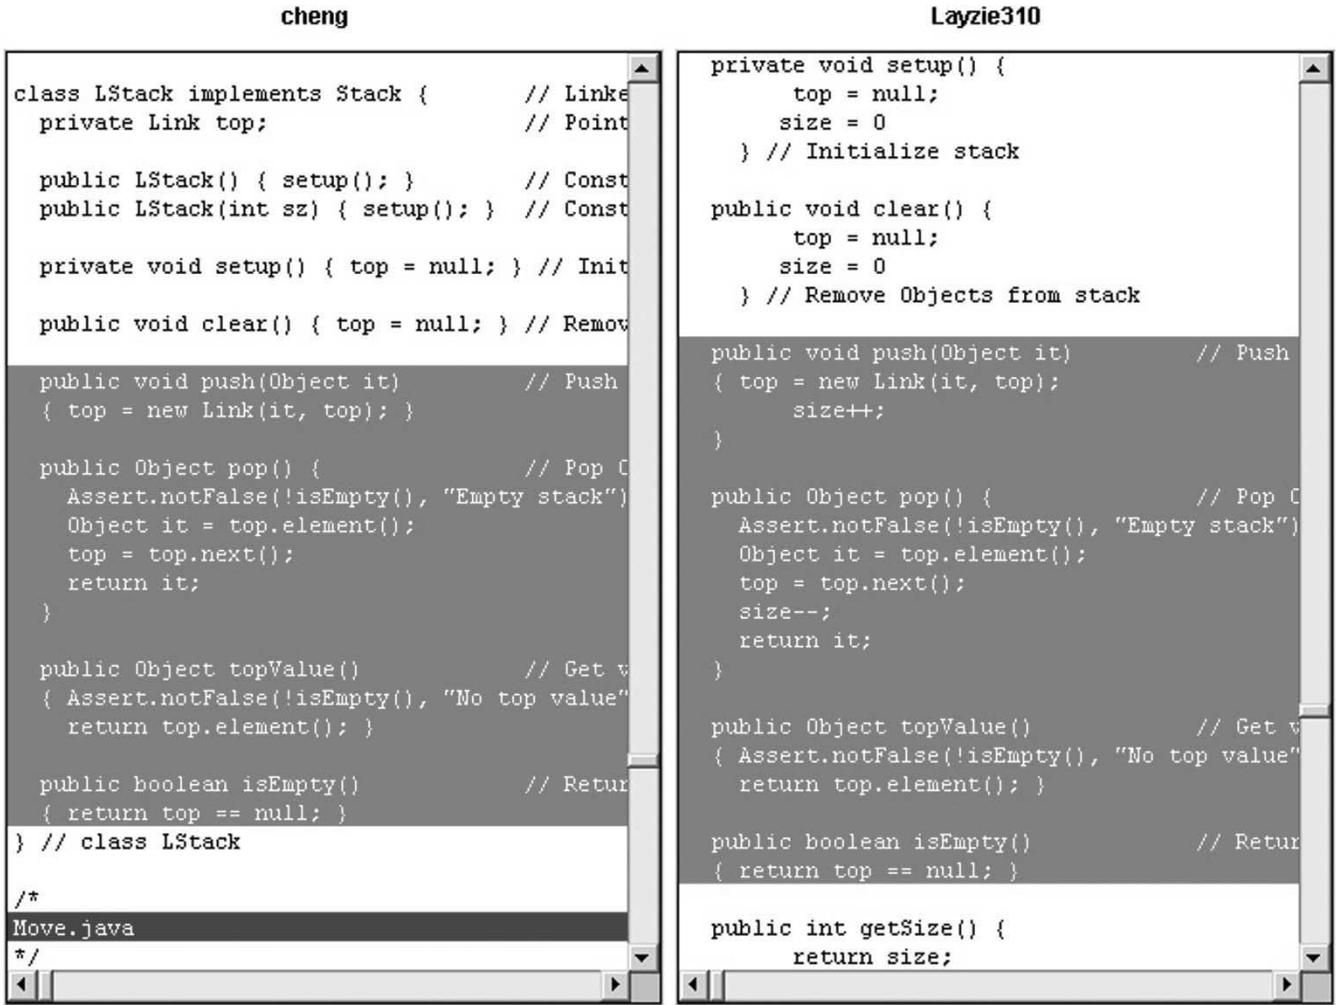 cheng
class LStack implements Stack { // Linke
private Link top; // Point
public LStack() { setup(); } // Const
public LStack(int sz) { setup(); } // Const
private void setup() { top = null; } // Init
public void clear() { top = null; } // Remov
public void push(Object it) // Push
{ top = new Link(it, top); }
public Object pop() { // Pop O
Assert.notFalse(!isEmpty(), "Empty stack")
Object it = top.element();
top = top.next();
return it;
}
public Object topValue() // Get v
{ Assert.notFalse(!isEmpty(), "No top value"
return top.element(); }
public boolean isEmpty() // Retur
{ return top == null; }
} // class LStack
/*
Move.java
*/
Layzie310
private void setup() {
top = null;
size = 0
} // Initialize stack
public void clear() {
top = null;
size = 0
} // Remove Objects from stack
public void push(Object it) // Push
{ top = new Link(it, top);
size++;
}
public Object pop() { // Pop O
Assert.notFalse(!isEmpty(), "Empty stack")
Object it = top.element();
top = top.next();
size--;
return it;
}
public Object topValue() // Get v
{ Assert.notFalse(!isEmpty(), "No top value"
return top.element(); }
public boolean isEmpty() // Retur
{ return top == null; }
public int getSize() {
return size;